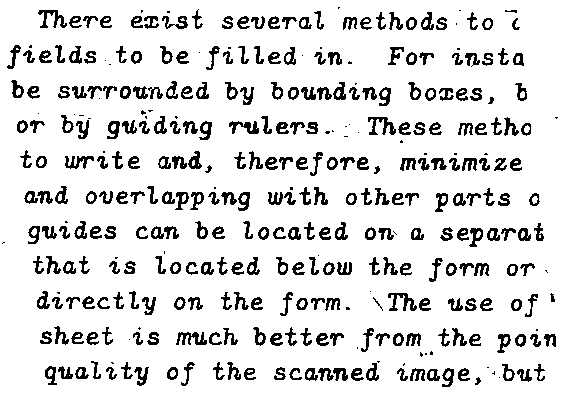 There exist several methods to
fields to be filled in. For insta
be surrounded by bounding boxes, b
or by guiding rulers. These metho
to write and, therefore, minimize
and overlapping with other parts o
guides can be located on a separat
that is located below the form or
directly on the form. The use of
sheet is much better from the poin
quality of the scanned image, but